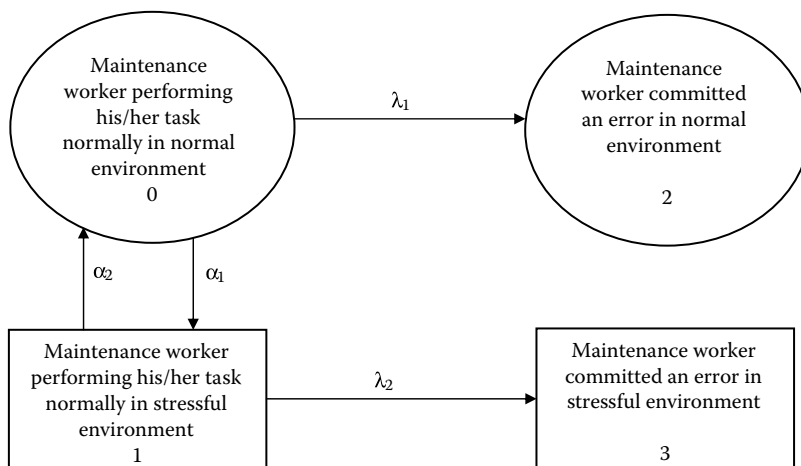 Maintenance
worker performing
his/her task
normally in normal
environment
0
λ1
Maintenance
worker committed
an error in normal
environment
2
α2
α1
Maintenance worker
performing his/her task
normally in stressful
environment
1
λ2
Maintenance worker
committed an error in
stressful environment
3